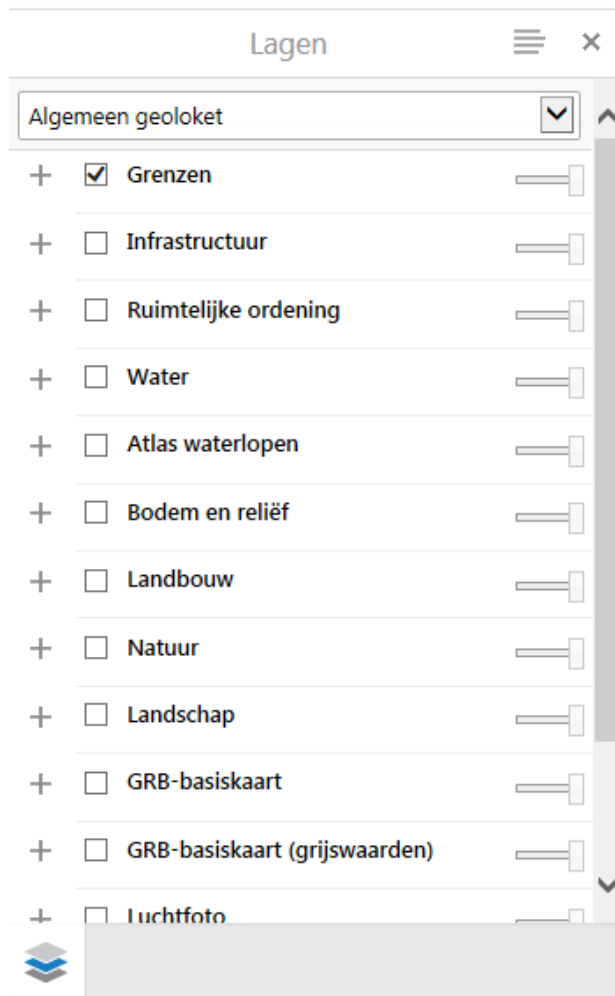 Lagen
Algemeen geoloket
Grenzen
Infrastructuur
Ruimtelijke ordening
Water
Atlas waterlopen
Bodem en reliëf
Landbouw
Natuur
Landschap
GRB-basiskaart
GRB-basiskaart (grijswaarden)
Luchtfoto